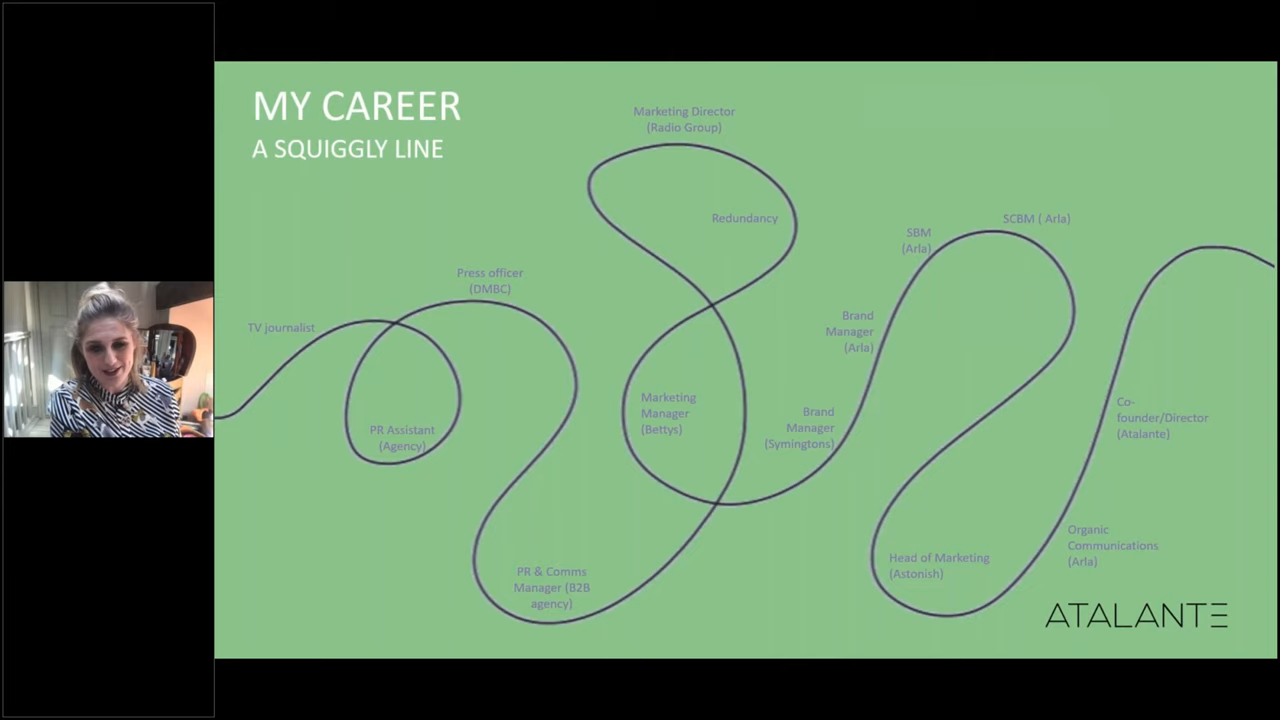 MY CAREER
A SQUIGGLY LINE
TV journalist
PR Assistant
(Agency)
Press officer
(DMBC)
PR & Comms
Manager (B2B
agency)
Marketing Director
(Radio Group)
Redundancy
Marketing
Manager
(Bettys)
Brand
Manager
(Symingtons)
Brand
Manager
(Arla)
SBM
(Arla)
SCBM ( Arla)
Head of Marketing
(Astonish)
Organic
Communications
(Arla)
Co-
founder/Director
(Atalante)
ATALANTE